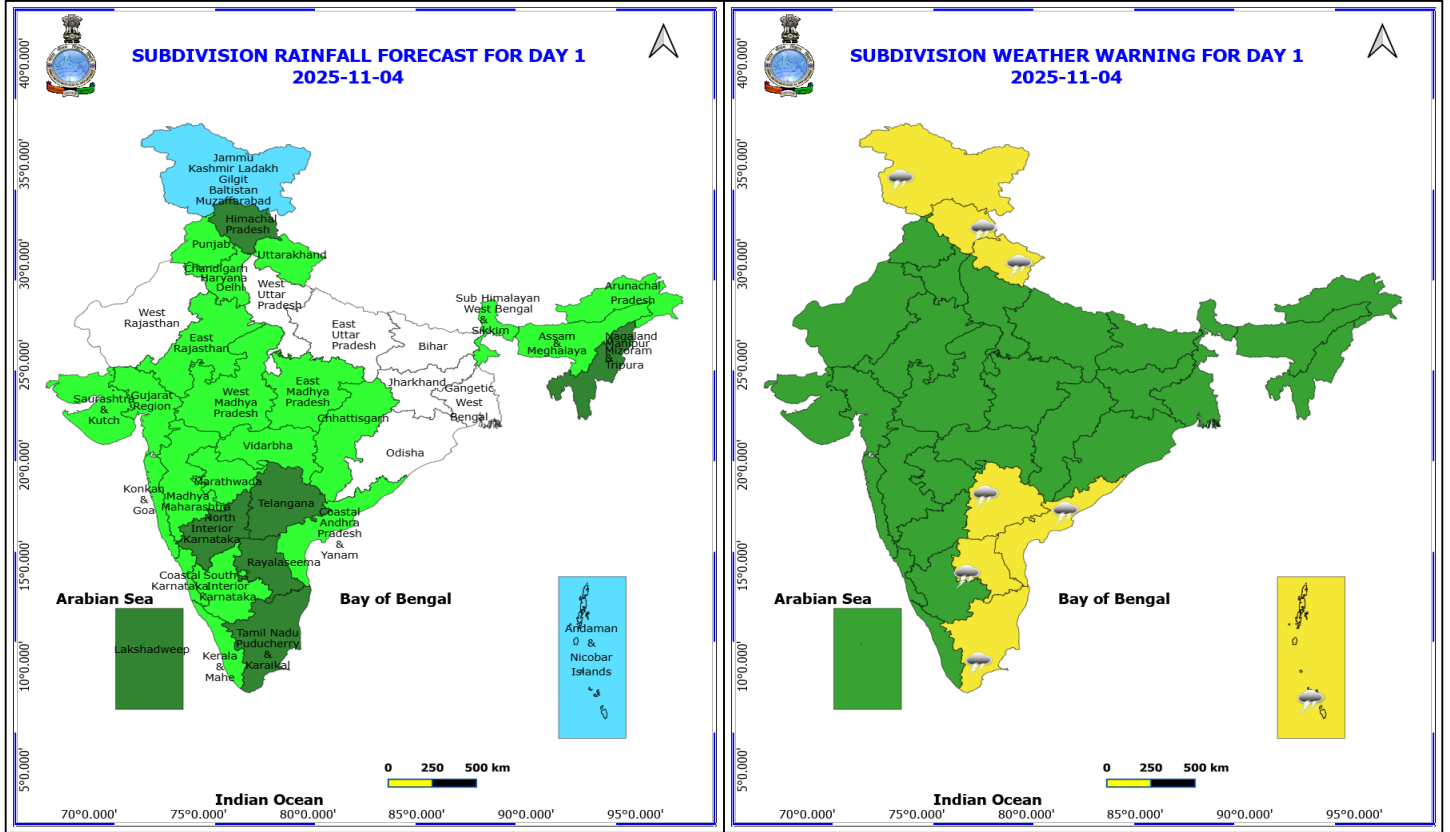 SUBDIVISION RAINFALL FORECAST FOR DAY 1
2025-11-04
40°0.000'
35°0.000'
30°0.000'
25°0.000'
20°0.000'
15°0.000'
10°0.000'
5°0.000'
Jammu
Kashmir Ladakh
Gilgit
Baltistan
Muzaffarabad
Himachal
Pradesh
Punjab
Uttarakhand
Chandigarh
Haryana
Delhi
West
Uttar
Pradesh
West
Rajasthan
East
Rajasthan
East
Uttar
Pradesh
Bihar
Sub Himalayan
West Bengal
&
Sikkim
Arunachal
Pradesh
Assam
&
Meghalaya
Nagaland
Manipur
Mizoram
&
Tripura
Jharkhand
Gangetic
West
Bengal
Saurashtra
&
Kutch
Gujarat
Region
West
Madhya
Pradesh
East
Madhya
Pradesh
Chhattisgarh
Vidarbha
Odisha
Konkan
&
Goa
Madhya
Maharashtra
Marathwada
Telangana
North
Interior
Karnataka
Coastal
Andhra
Pradesh
&
Yanam
Rayalaseema
Coastal
Karnataka
South
Interior
Karnataka
Tamil Nadu
Puducherry
&
Karaikal
Kerala
&
Mahe
Lakshadweep
Andaman
&
Nicobar
Islands
Arabian Sea
Bay of Bengal
Indian Ocean
0 250 500 km
70°0.000' 75°0.000' 80°0.000' 85°0.000' 90°0.000' 95°0.000'
SUBDIVISION WEATHER WARNING FOR DAY 1
2025-11-04
40°0.000'
35°0.000'
30°0.000'
25°0.000'
20°0.000'
15°0.000'
10°0.000'
5°0.000'
Arabian Sea
Bay of Bengal
Indian Ocean
0 250 500 km
70°0.000' 75°0.000' 80°0.000' 85°0.000' 90°0.000' 95°0.000'